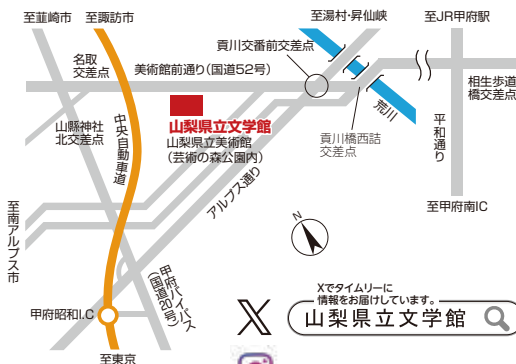 至韮崎市
至諏訪市
至湯村・昇仙峡
至JR甲府駅
貢川交番前交差点
名取
交差点
美術館前通り(国道52号)
相生歩道
橋交差点
荒川
山梨県立文学館
山梨県立美術館
(芸術の森公園内)
山縣神社
北交差点
中央自動車道
貢川橋西詰
交差点
平和通り
アルプス通り
至南アルプス市
至甲府南IC
N
甲府バイパス
(国道20号)
甲府昭和I.C
至東京
Xでタイムリーに
情報をお届けしています。
X
山梨県立文学館